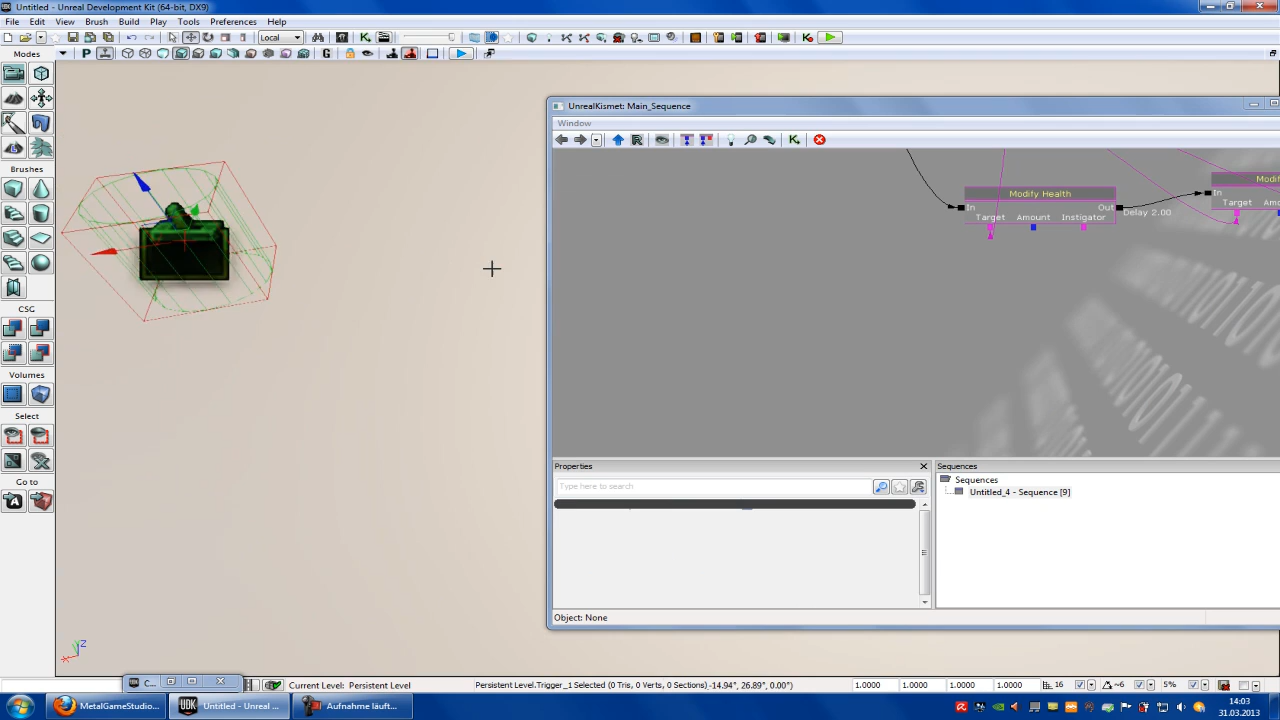 Untitled - Unreal Development Kit (64-bit, DX9)
File Edit View Brush Build Play Tools Preferences Help
Local
P
G
Modes
Brushes
CSG
Volumes
Select
Go to
UnrealKismet: Main_Sequence
Window
Modify Health
In Out
Target Amount Instigator
Delay 2.00
In
Target
Properties
Type here to search
Object: None
Sequences
Sequences
Untitled_4 - Sequence [9]
Z
UDK C...
Current Level: Persistent Level
Persistent Level.Trigger_1 Selected (0 Tris, 0 Verts, 0 Sections)
-14.94°, 26.89°, 0.00°)
1.0000 1.0000 1.0000 1.0000
16
~6
5%
MetalGameStudio...
UDK
Untitled - Unreal ...
Aufnahme läuft...
14:03
31.03.2013